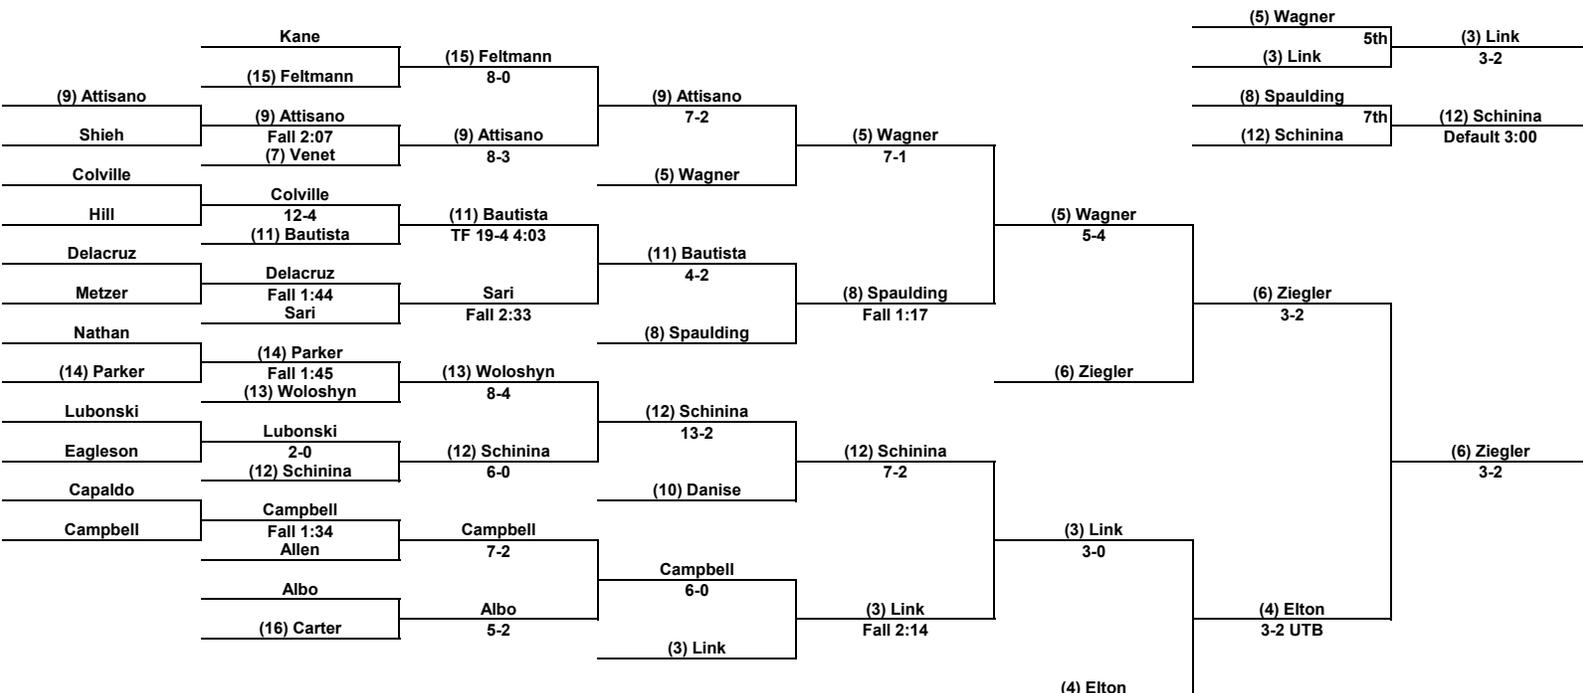 (5) Wagner
5th
(3) Link
(3) Link
3-2
(8) Spaulding
7th
(12) Schinina
(12) Schinina
Default 3:00
(9) Attisano
Shieh
Colville
Hill
Delacruz
Metzer
Nathan
(14) Parker
Lubonski
Eagleson
Capaldo
Campbell
Kane
(15) Feltmann
(9) Attisano
Fall 2:07
(7) Venet
Colville
12-4
(11) Bautista
Delacruz
Fall 1:44
Sari
(14) Parker
Fall 1:45
(13) Woloshyn
Lubonski
2-0
(12) Schinina
Campbell
Fall 1:34
Allen
Albo
(16) Carter
(15) Feltmann
8-0
(9) Attisano
8-3
(11) Bautista
TF 19-4 4:03
Sari
Fall 2:33
(13) Woloshyn
8-4
(12) Schinina
6-0
Campbell
7-2
Albo
5-2
(9) Attisano
7-2
(5) Wagner
(11) Bautista
4-2
(8) Spaulding
(12) Schinina
13-2
(10) Danise
Campbell
6-0
(3) Link
(5) Wagner
7-1
(8) Spaulding
Fall 1:17
(12) Schinina
7-2
(3) Link
Fall 2:14
(5) Wagner
5-4
(6) Ziegler
(3) Link
3-0
(4) Elton
(6) Ziegler
3-2
(4) Elton
3-2 UTB
(6) Ziegler
3-2